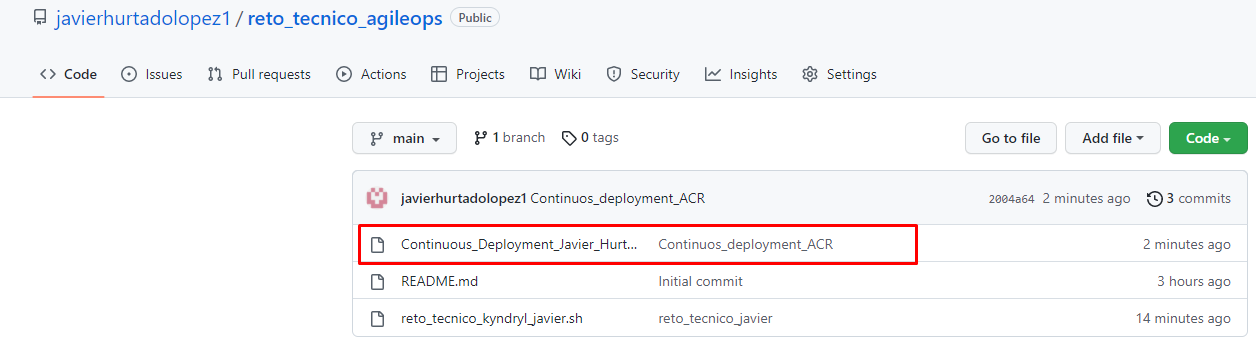 javierhurtadolopez1 / reto_tecnico_agileops Public
Code Issues Pull requests Actions Projects Wiki Security Insights Settings
main 1 branch 0 tags Go to file Add file Code
javierhurtadolopez1 Continuos_deployment_ACR 2004a64 2 minutes ago 3 commits
Continuous_Deployment_Javier_Hurt... Continuos_deployment_ACR 2 minutes ago
README.md Initial commit 3 hours ago
reto_tecnico_kyndryl_javier.sh reto_tecnico_javier 14 minutes ago